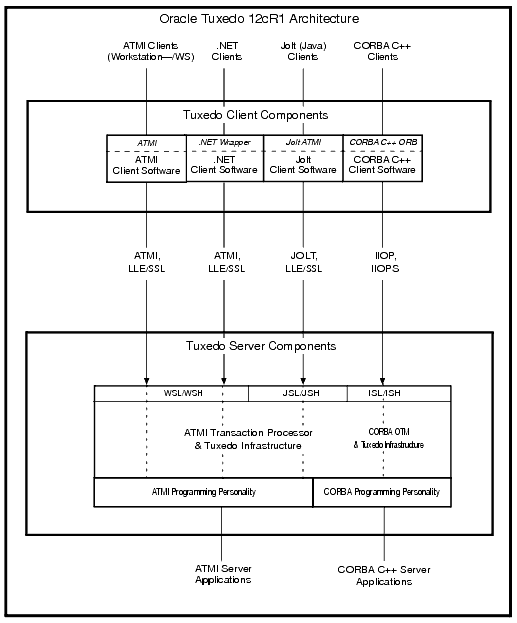 Oracle Tuxedo 12cR1 Architecture
ATMI Clients
(Workstation—/WS)
.NET
Clients
Jolt (Java)
Clients
CORBA C++
Clients
Tuxedo Client Components
ATMI
ATMI
Client Software
.NET Wrapper
.NET
Client Software
Jolt ATMI
Jolt
Client Software
CORBA C++ ORB
CORBA C++
Client Software
ATMI,
LLE/SSL
ATMI,
LLE/SSL
JOLT,
LLE/SSL
IIOP,
IIOPS
Tuxedo Server Components
WSL/WSH
JSL/JSH
ISL/ISH
ATMI Transaction Processor
& Tuxedo Infrastructure
CORBA OTM
& Tuxedo Infrastructure
ATMI Programming Personality
CORBA Programming Personality
ATMI Server
Applications
CORBA C++ Server
Applications